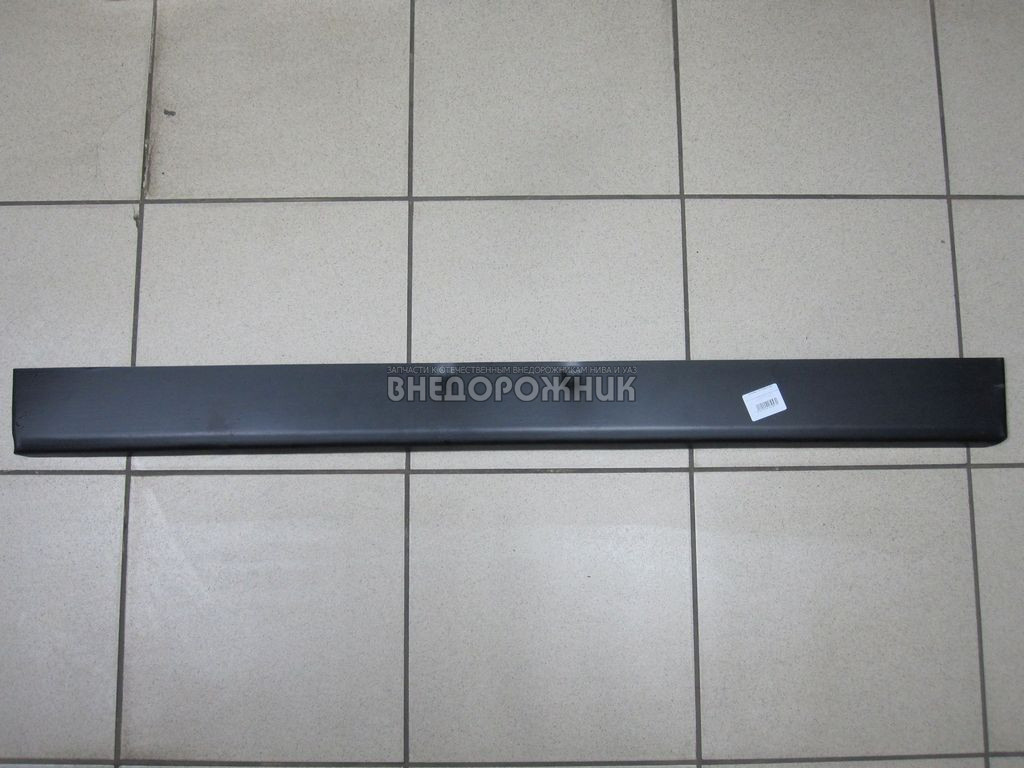 ЗАПЧАСТИ К ОТЕЧЕСТВЕННЫМ ВНЕДОРОЖНИКАМ НИВА И УАЗ
ВНЕДОРОЖНИК